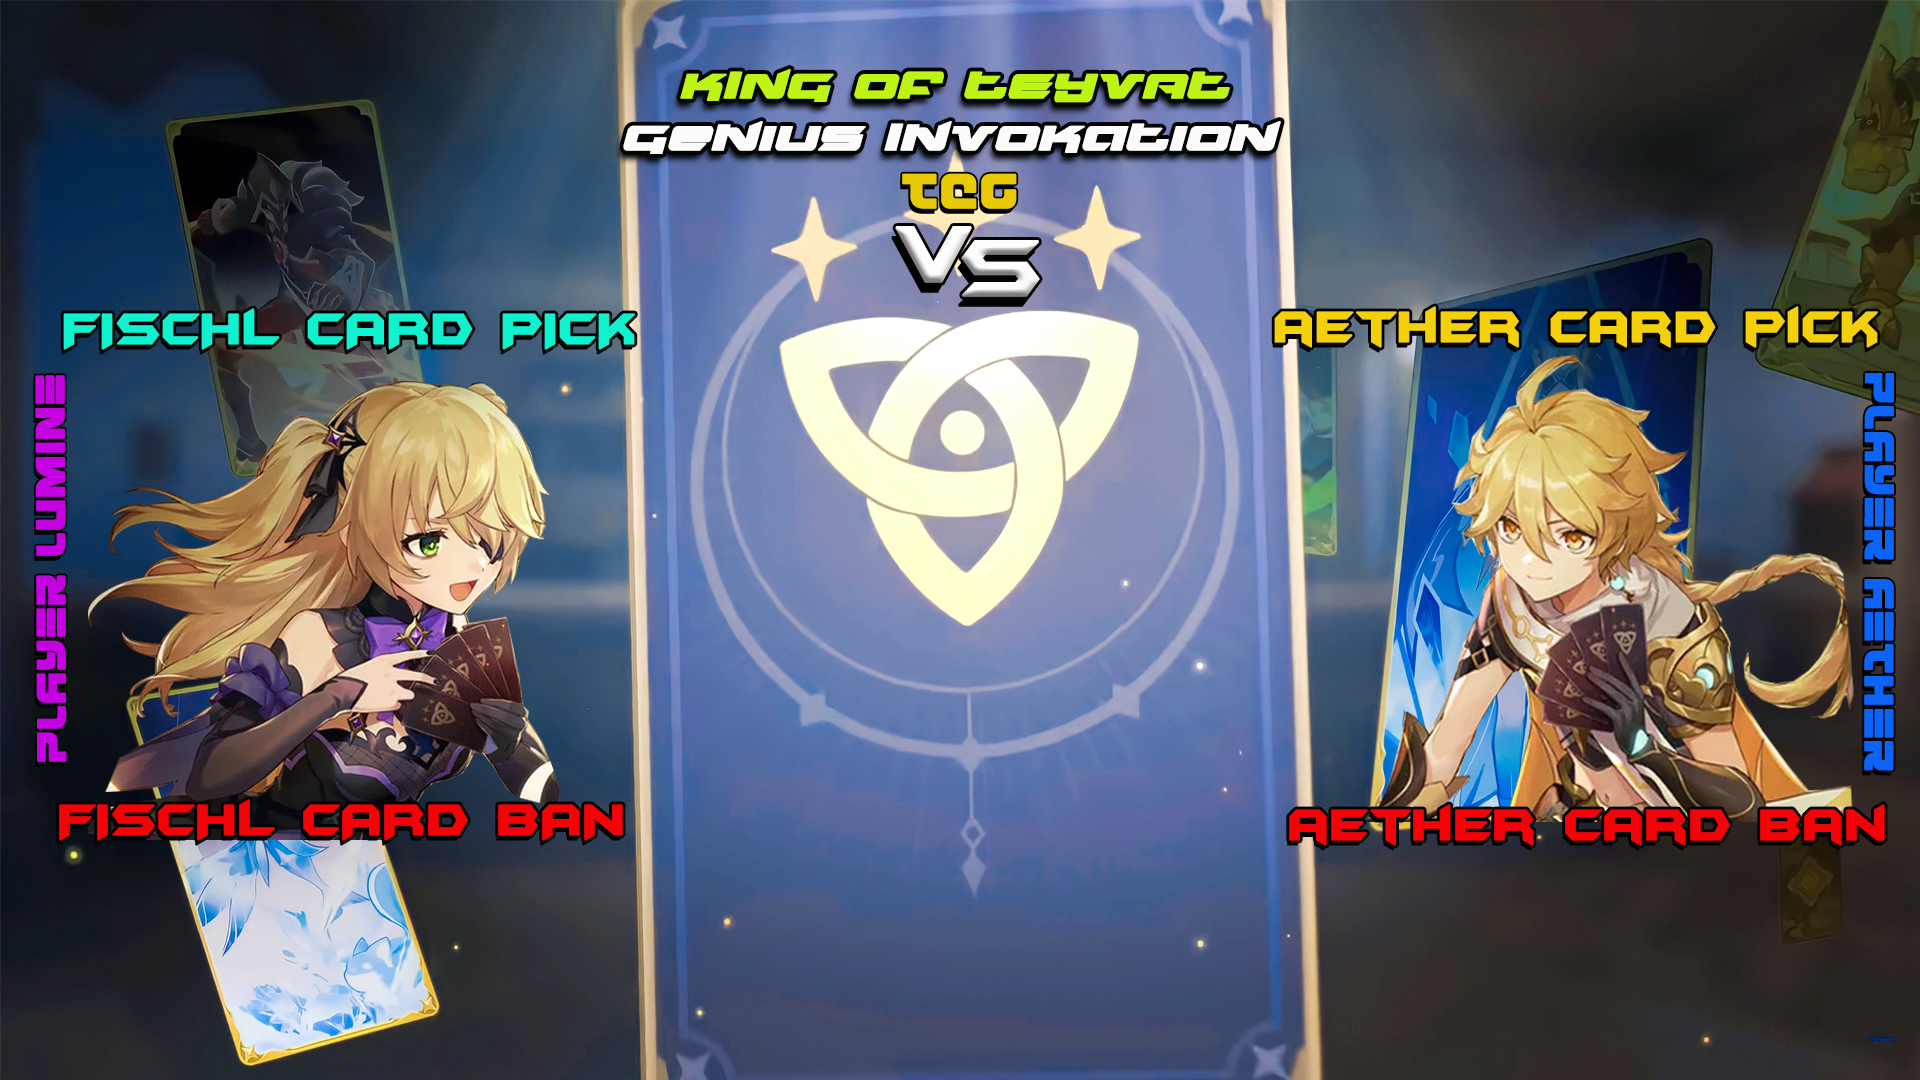 KING OF TEYVAT
GENIUS INVOKATION
TCG
VS
FISCHL CARD PICK
AETHER CARD PICK
PLAYER LUMINE
PLAYER AETHER
FISCHL CARD BAN
AETHER CARD BAN